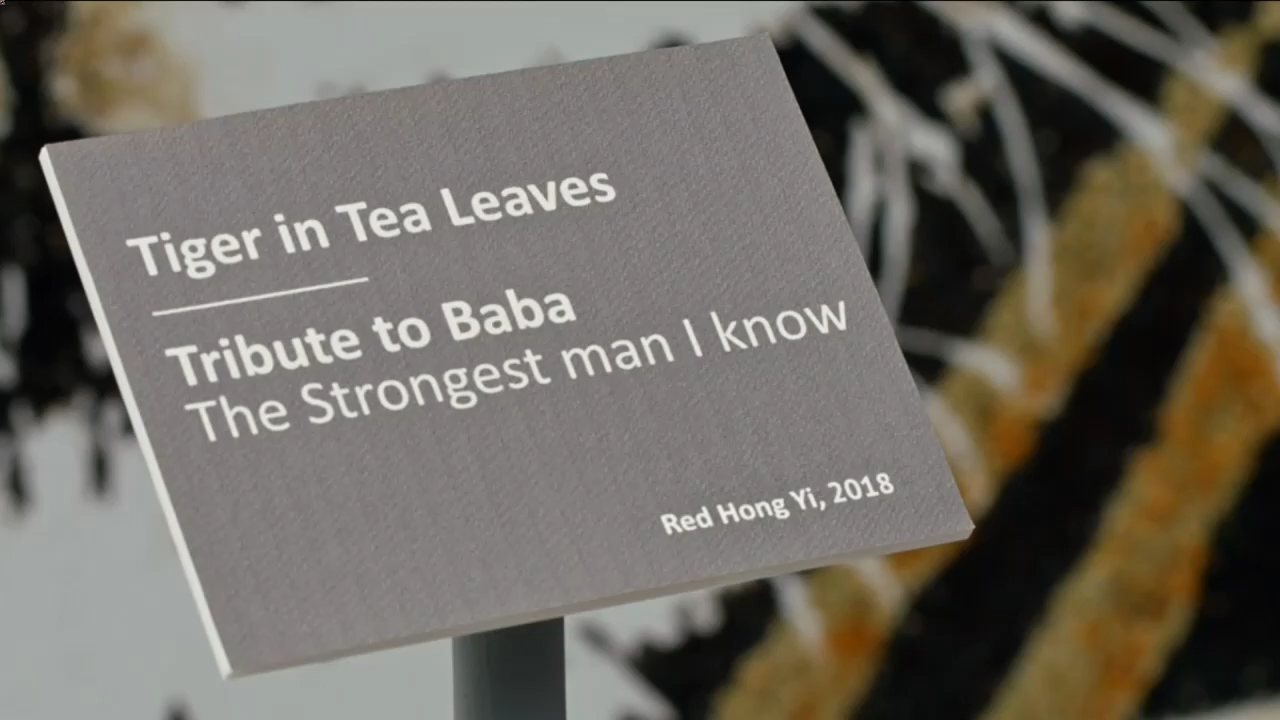 Tiger in Tea Leaves
Tribute to Baba
The Strongest man I know
Red Hong Yi, 2018